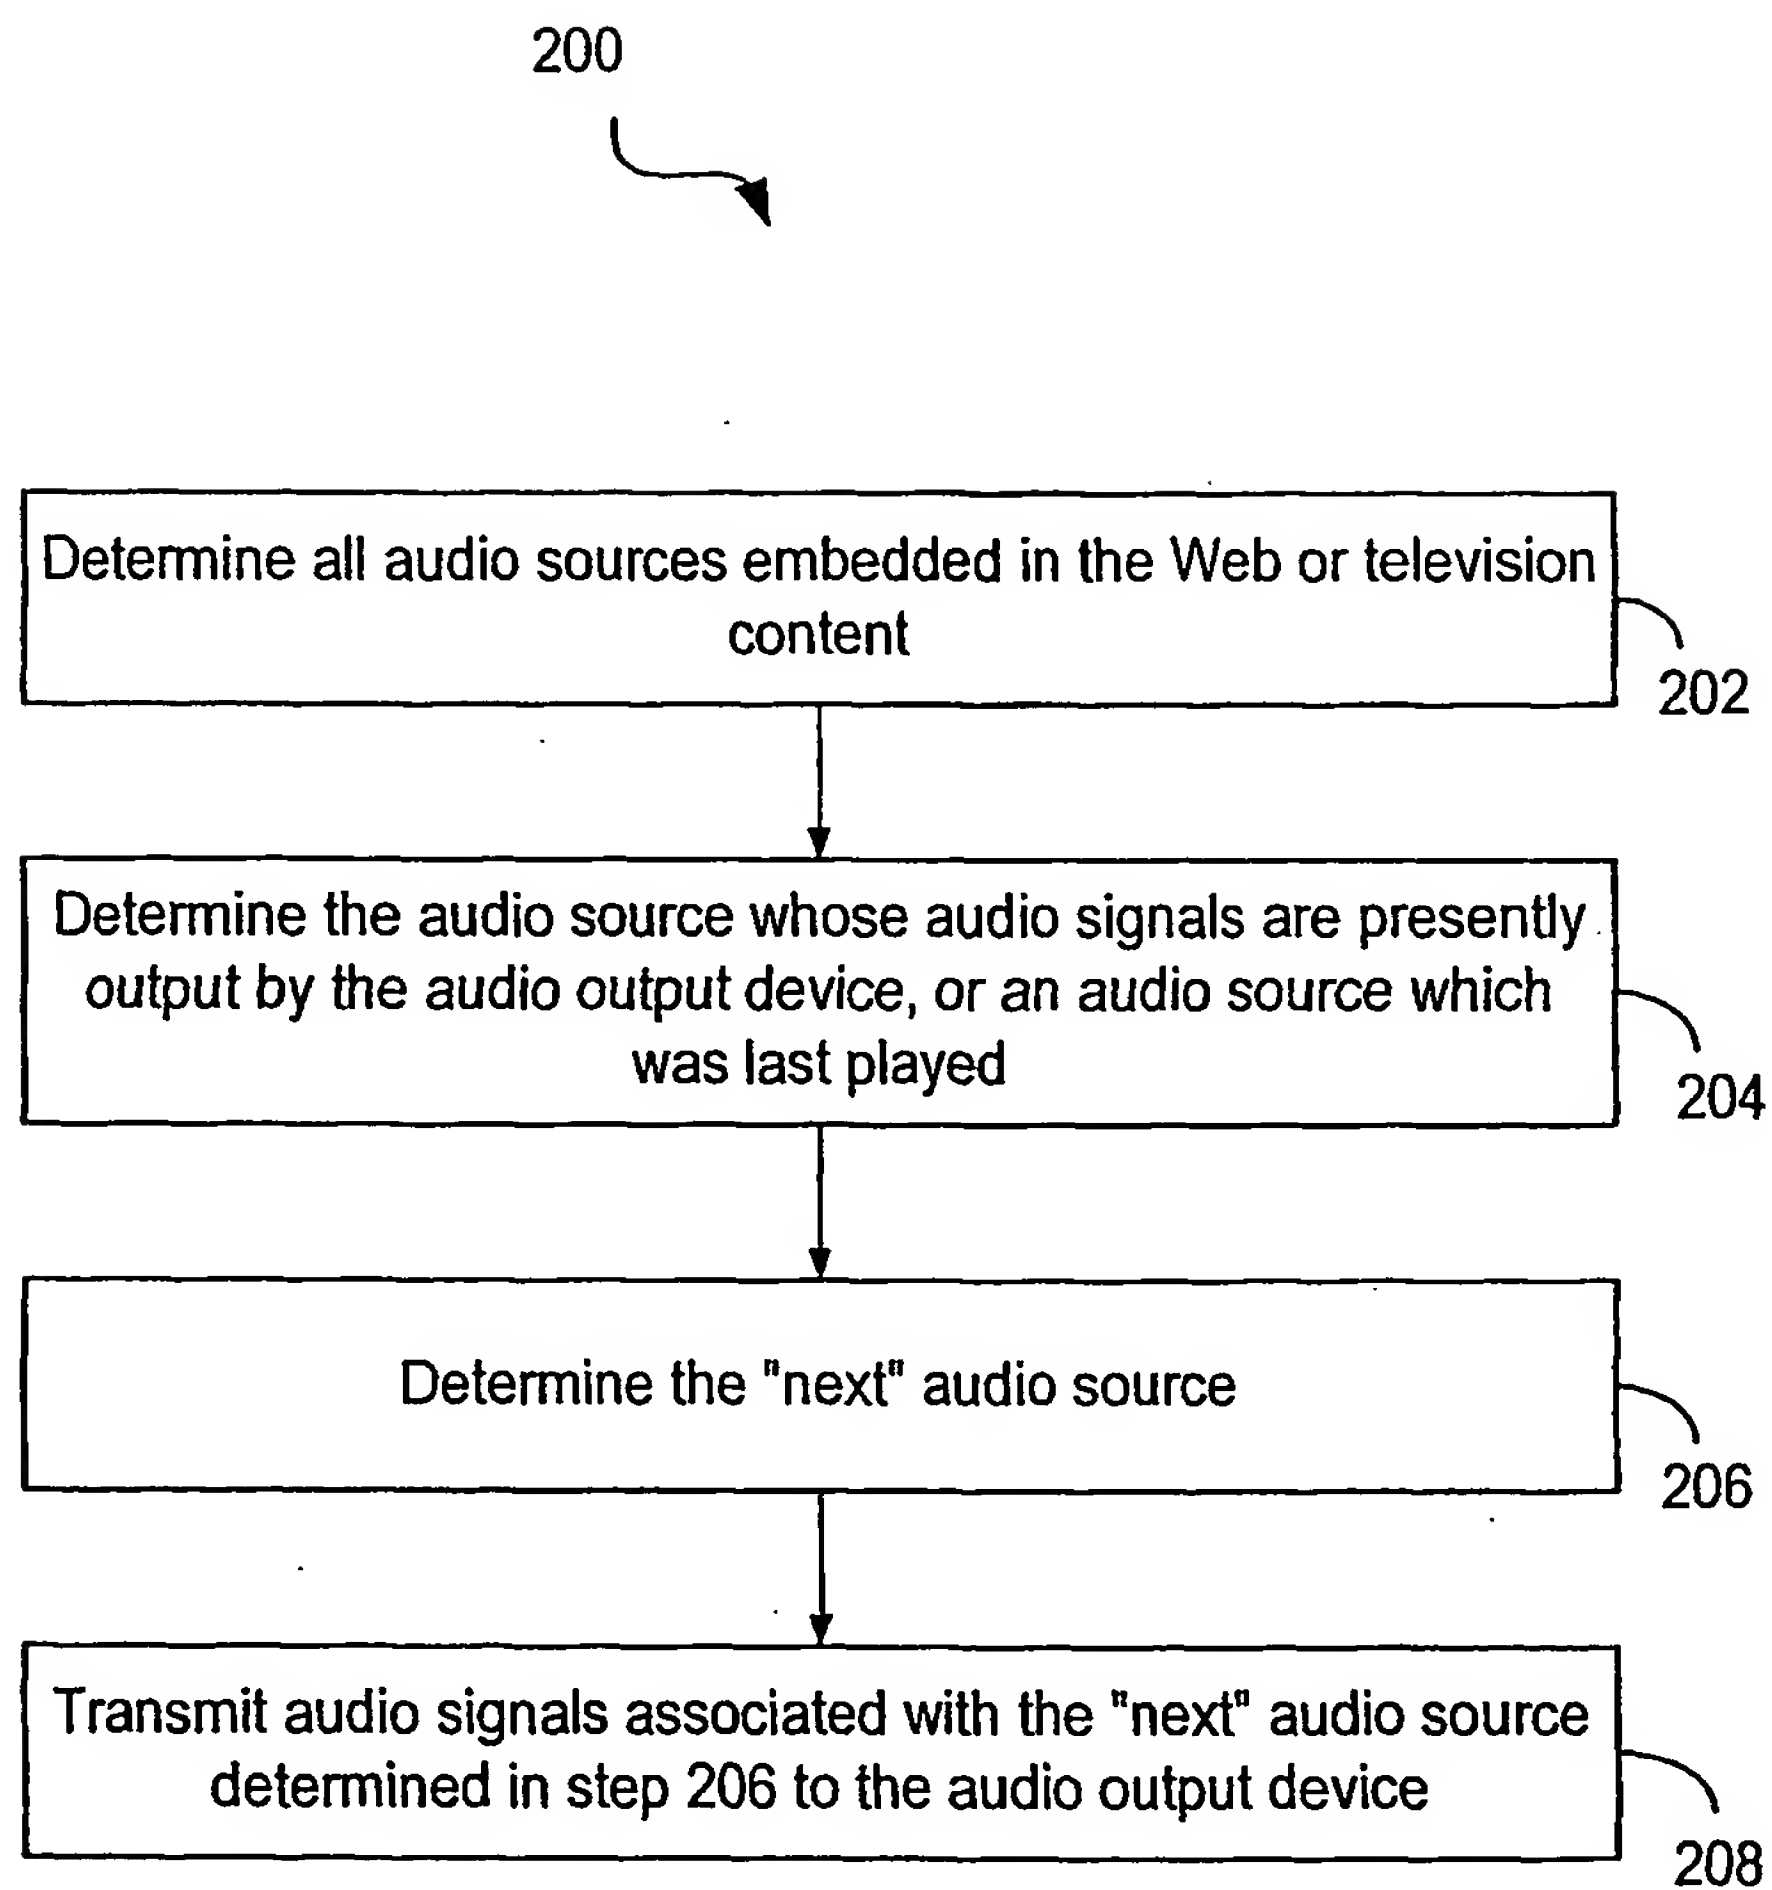 200
Determine all audio sources embedded in the Web or television
content
202
Determine the audio source whose audio signals are presently
output by the audio output device, or an audio source which
was last played
204
Determine the "next" audio source
206
Transmit audio signals associated with the "next" audio source
determined in step 206 to the audio output device
208